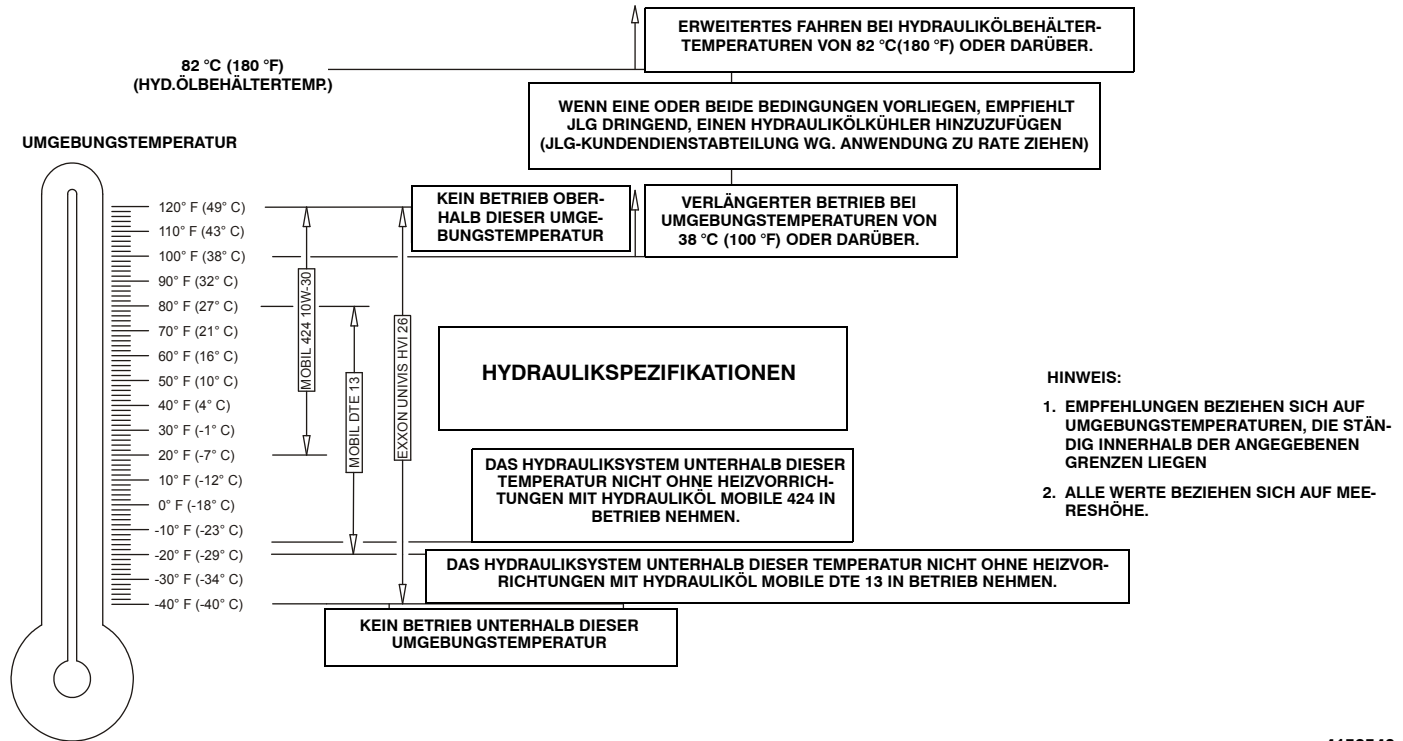 ERWEITERTES FAHREN BEI HYDRAULIKÖLBEHÄLTER-
TEMPERATUREN VON 82 °C(180 °F) ODER DARÜBER.
82 °C (180 °F)
(HYD.ÖLBEHÄLTERTEMP.)
WENN EINE ODER BEIDE BEDINGUNGEN VORLIEGEN, EMPFIEHLT
JLG DRINGEND, EINEN HYDRAULIKÖLKÜHLER HINZUZUFÜGEN
(JLG-KUNDENDIENSTABTEILUNG WG. ANWENDUNG ZU RATE ZIEHEN)
UMGEBUNGSTEMPERATUR
KEIN BETRIEB OBER-
HALB DIESER UMGE-
BUNGSTEMPERATUR
VERLÄNGERTER BETRIEB BEI
UMGEBUNGSTEMPERATUREN VON
38 °C (100 °F) ODER DARÜBER.
120° F (49° C)
110° F (43° C)
100° F (38° C)
90° F (32° C)
80° F (27° C)
70° F (21° C)
60° F (16° C)
50° F (10° C)
40° F (4° C)
30° F (-1° C)
20° F (-7° C)
10° F (-12° C)
0° F (-18° C)
-10° F (-23° C)
-20° F (-29° C)
-30° F (-34° C)
-40° F (-40° C)
MOBIL 424 10W-30
MOBIL DTE 13
EXXON UNIVIS HVI 26
HYDRAULIKSPEZIFIKATIONEN
DAS HYDRAULIKSYSTEM UNTERHALB DIESER
TEMPERATUR NICHT OHNE HEIZVORRICH-
TUNGEN MIT HYDRAULIKÖL MOBILE 424 IN
BETRIEB NEHMEN.
DAS HYDRAULIKSYSTEM UNTERHALB DIESER TEMPERATUR NICHT OHNE HEIZVOR-
RICHTUNGEN MIT HYDRAULIKÖL MOBILE DTE 13 IN BETRIEB NEHMEN.
KEIN BETRIEB UNTERHALB DIESER
UMGEBUNGSTEMPERATUR
HINWEIS:
1. EMPFEHLUNGEN BEZIEHEN SICH AUF
UMGEBUNGSTEMPERATUREN, DIE STÄN-
DIG INNERHALB DER ANGEGEBENEN
GRENZEN LIEGEN
2. ALLE WERTE BEZIEHEN SICH AUF MEE-
RESHÖHE.